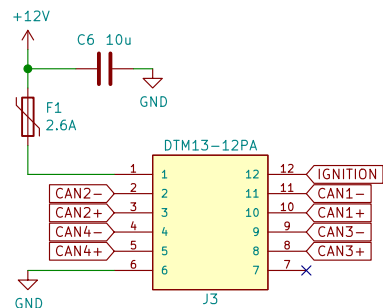 +12V
C6 10u
GND
F1
2.6A
DTM13-12PA
1 1 12 12 IGNITION
CAN2- 2 2 11 11 CAN1-
CAN2+ 3 3 10 10 CAN1+
CAN4- 4 4 9 9 CAN3-
CAN4+ 5 5 8 8 CAN3+
6 6 7 7
GND
J3